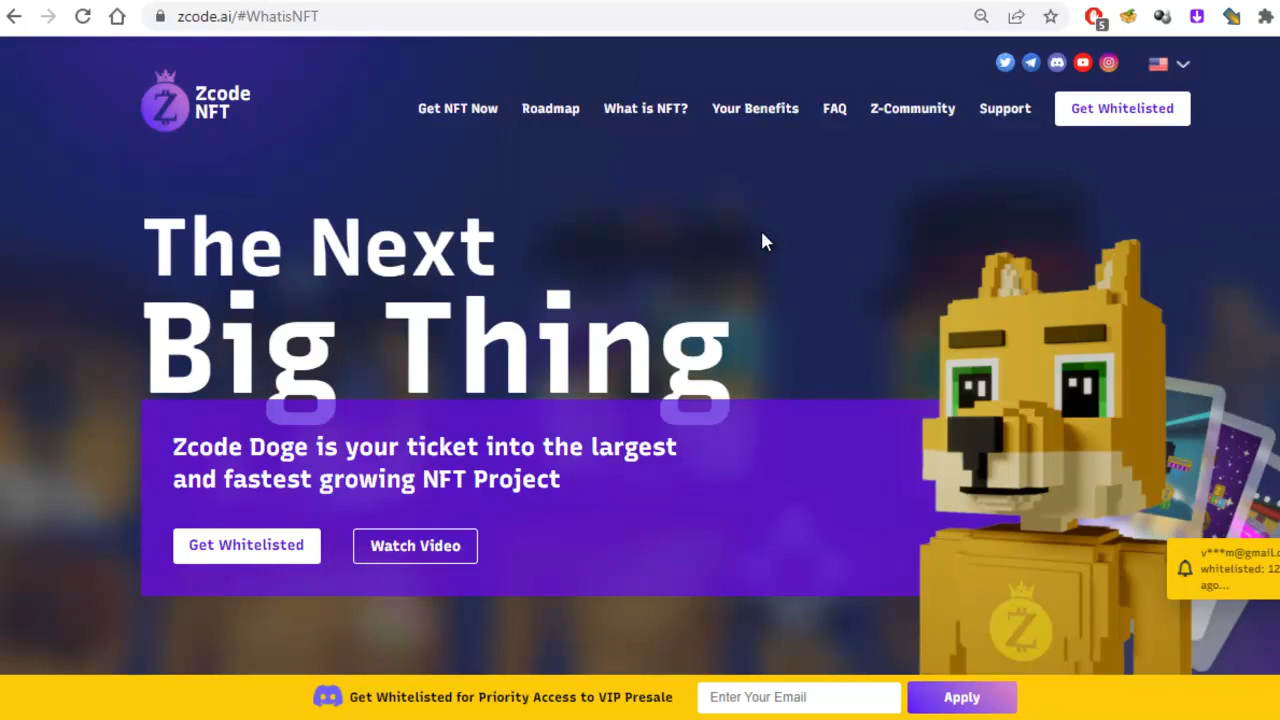 zcode.ai/#WhatisNFT
5
Zcode
NFT
Get NFT Now
Roadmap
What is NFT?
Your Benefits
FAQ
Z-Community
Support
Get Whitelisted
The Next
Big Thing
Zcode Doge is your ticket into the largest
and fastest growing NFT Project
Get Whitelisted
Watch Video
v***m@gmail.c
whitelisted: 12
ago...
Get Whitelisted for Priority Access to VIP Presale
Enter Your Email
Apply